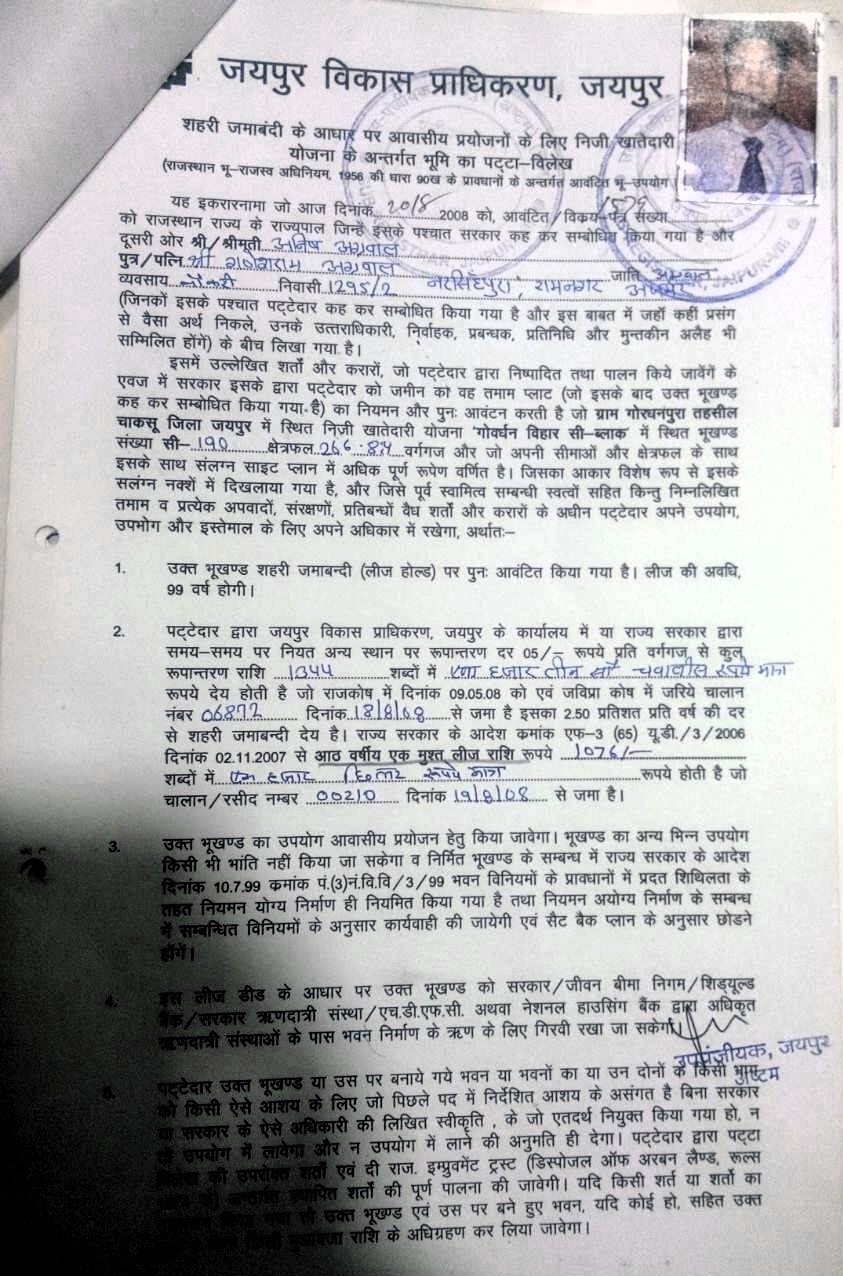 जयपुर विकास प्राधिकरण, जयपुर
शहरी जमाबंदी के आधार पर आवासीय प्रयोजनों के लिए निजी खातेदारी
योजना के अन्तर्गत भूमि का पट्टा–विलेख
(राजस्थान भू–राजस्व अधिनियम, 1956 की धारा 90ख के प्रावधानों के अन्तर्गत आवंटित भू–उपयोग
यह इकरारनामा जो आज दिनांक 20/8 2008 को, आवंटित/विक्रय–पत्र संख्या 1579
को राजस्थान राज्य के राज्यपाल जिन्हें इसके पश्चात सरकार कह कर सम्बोधित किया गया है और
दूसरी ओर श्री/श्रीमती अनिष अग्रवाल
पुत्र/पत्नि श्री अग्रवाल जाति अग्रवाल
व्यवसाय नौकरी निवासी 1295/2 नरसिंहपुरा, रामनगर अजमेर
(जिनकों इसके पश्चात पट्टेदार कह कर सम्बोधित किया गया है और इस बाबत में जहाँ कहीं प्रसंग
से वैसा अर्थ निकले, उनके उत्तराधिकारी, निर्वाहक, प्रबन्धक, प्रतिनिधि और मुन्तकीन अलैह भी
सम्मिलित होंगें) के बीच लिखा गया है।
इसमें उल्लेखित शर्तों और करारों, जो पट्टेदार द्वारा निष्पादित तथा पालन किये जावेंगें के
एवज में सरकार इसके द्वारा पट्टेदार को जमीन का वह तमाम प्लाट (जो इसके बाद उक्त भूखण्ड
कह कर सम्बोधित किया गया है) का नियमन और पुनः आवंटन करती है जो ग्राम गोरधनपुरा तहसील
चाकसू जिला जयपुर में स्थित निजी खातेदारी योजना 'गोवर्धन विहार सी–ब्लाक' में स्थित भूखण्ड
संख्या सी– 190 क्षेत्रफल 266.84 वर्गगज और जो अपनी सीमाओं और क्षेत्रफल के साथ
इसके साथ संलग्न साइट प्लान में अधिक पूर्ण रूपेण वर्णित है। जिसका आकार विशेष रूप से इसके
सलंग्न नक्शें में दिखलाया गया है, और जिसे पूर्व स्वामित्व सम्बन्धी स्वत्वों सहित किन्तु निम्नलिखित
तमाम व प्रत्येक अपवादों, संरक्षणों, प्रतिबन्धों वैध शर्तो और करारों के अधीन पट्टेदार अपने उपयोग,
उपभोग और इस्तेमाल के लिए अपने अधिकार में रखेगा, अर्थातः–
1. उक्त भूखण्ड शहरी जमाबन्दी (लीज होल्ड) पर पुनः आवंटित किया गया है। लीज की अवधि,
99 वर्ष होगी।
2. पट्टेदार द्वारा जयपुर विकास प्राधिकरण, जयपुर के कार्यालय में या राज्य सरकार द्वारा
समय–समय पर नियत अन्य स्थान पर रूपान्तरण दर 05/– रूपये प्रति वर्गगज से कुल
रूपान्तरण राशि 1344 शब्दों में एक हजार तीन सौ चवालीस रूपये मात्र
रूपये देय होती है जो राजकोष में दिनांक 09.05.08 को एवं जविप्रा कोष में जरिये चालान
नंबर 06872 दिनांक 18/8/08 से जमा है इसका 2.50 प्रतिशत प्रति वर्ष की दर
से शहरी जमाबन्दी देय है। राज्य सरकार के आदेश क्रमांक एफ–3 (65) यू.डी./3/2006
दिनांक 02.11.2007 से आठ वर्षीय एक मुश्त लीज राशि रूपये 1076/–
शब्दों में एक हजार छिहत्तर रूपये मात्र रूपये होती है जो
चालान/रसीद नम्बर 00210 दिनांक 19/8/08 से जमा है।
3. उक्त भूखण्ड का उपयोग आवासीय प्रयोजन हेतु किया जावेगा। भूखण्ड का अन्य भिन्न उपयोग
किसी भी भांति नहीं किया जा सकेगा व निर्मित भूखण्ड के सम्बन्ध में राज्य सरकार के आदेश
दिनांक 10.7.99 क्रमांक पं.(3)नं.वि.वि/3/99 भवन विनियमों के प्रावधानों में प्रदत शिथिलता के
तहत नियमन योग्य निर्माण ही नियमित किया गया है तथा नियमन अयोग्य निर्माण के सम्बन्ध
में सम्बन्धित विनियमों के अनुसार कार्यवाही की जायेगी एवं सैट बैक प्लान के अनुसार छोडने
होंगें।
4. इस लीज डीड के आधार पर उक्त भूखण्ड को सरकार/जीवन बीमा निगम/शिड्यूल्ड
बैंक/सरकार ऋणदात्री संस्था/एच.डी.एफ.सी. अथवा नेशनल हाउसिंग बैंक द्वारा अधिकृत
ऋणदात्री संस्थाओं के पास भवन निर्माण के ऋण के लिए गिरवी रखा जा सकेगा।
उपपंजीयक, जयपुर
अष्टम
5. पट्टेदार उक्त भूखण्ड या उस पर बनाये गये भवन या भवनों का या उन दोनों के किसी भाग
को किसी ऐसे आशय के लिए जो पिछले पद में निर्देशित आशय के असंगत है बिना सरकार
या सरकार के ऐसे अधिकारी की लिखित स्वीकृति , के जो एतदर्थ नियुक्त किया गया हो, न
तो उपयोग में लावेगा और न उपयोग में लाने की अनुमति ही देगा। पट्टेदार द्वारा पट्टा
की उपरोक्त शर्तों एवं दी राज. इम्प्रुवमेंट ट्रस्ट (डिस्पोजल ऑफ अरबन लैण्ड, रूल्स
अन्तर्गत स्थापित शर्तों की पूर्ण पालना की जावेगी। यदि किसी शर्त या शर्तो का
उक्त भूखण्ड एवं उस पर बने हुए भवन, यदि कोई हो, सहित उक्त
राशि के अधिग्रहण कर लिया जावेगा।